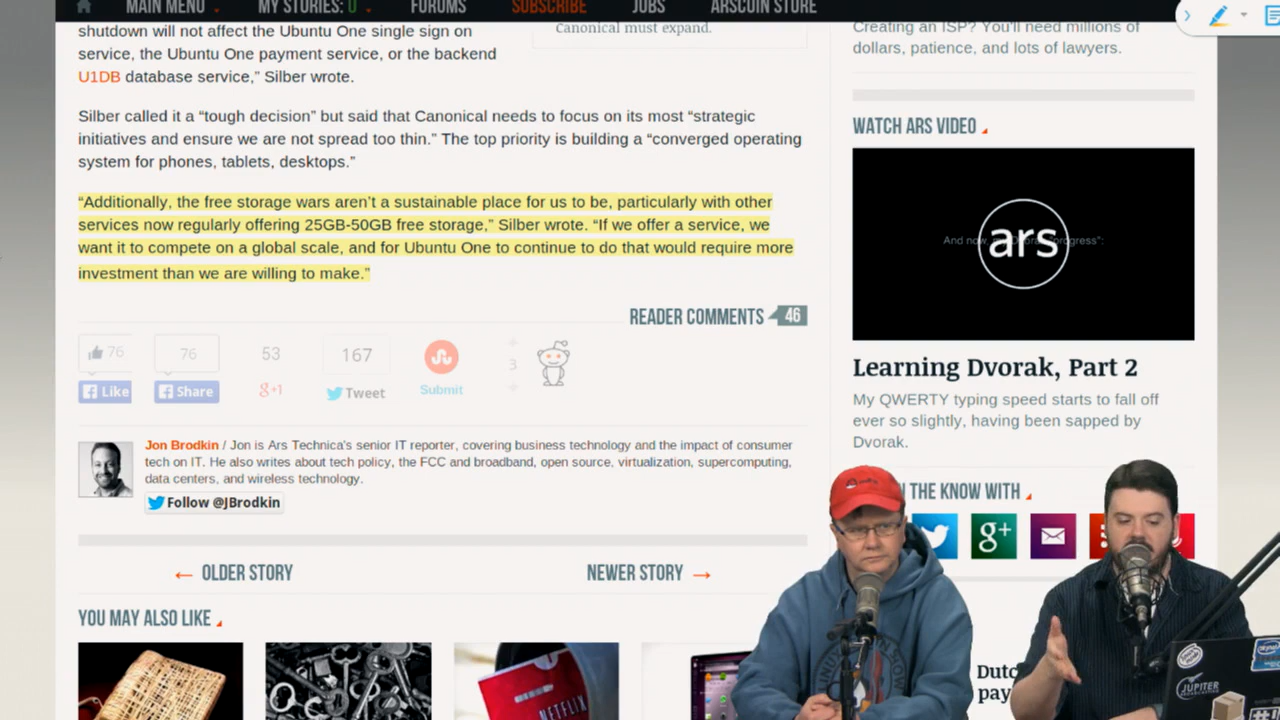 MAIN MENU
MY STORIES: 0
FORUMS
SUBSCRIBE
JOBS
ARSCOIN STORE
shutdown will not affect the Ubuntu One single sign on
service, the Ubuntu One payment service, or the backend
U1DB database service,” Silber wrote.
Canonical must expand.
Silber called it a “tough decision” but said that Canonical needs to focus on its most “strategic
initiatives and ensure we are not spread too thin.” The top priority is building a “converged operating
system for phones, tablets, desktops.”
“Additionally, the free storage wars aren’t a sustainable place for us to be, particularly with other
services now regularly offering 25GB-50GB free storage,” Silber wrote. “If we offer a service, we
want it to compete on a global scale, and for Ubuntu One to continue to do that would require more
investment than we are willing to make.”
READER COMMENTS 46
76
76
53
167
3
Like
Share
g+1
Tweet
Submit
Jon Brodkin / Jon is Ars Technica's senior IT reporter, covering business technology and the impact of consumer
tech on IT. He also writes about tech policy, the FCC and broadband, open source, virtualization, supercomputing,
data centers, and wireless technology.
Follow @JBrodkin
← OLDER STORY
NEWER STORY →
YOU MAY ALSO LIKE
NETFLIX
Creating an ISP? You'll need millions of
dollars, patience, and lots of lawyers.
WATCH ARS VIDEO
ars
Learning Dvorak, Part 2
My QWERTY typing speed starts to fall off
ever so slightly, having been sapped by
Dvorak.
THE KNOW WITH
g+
JUPITER